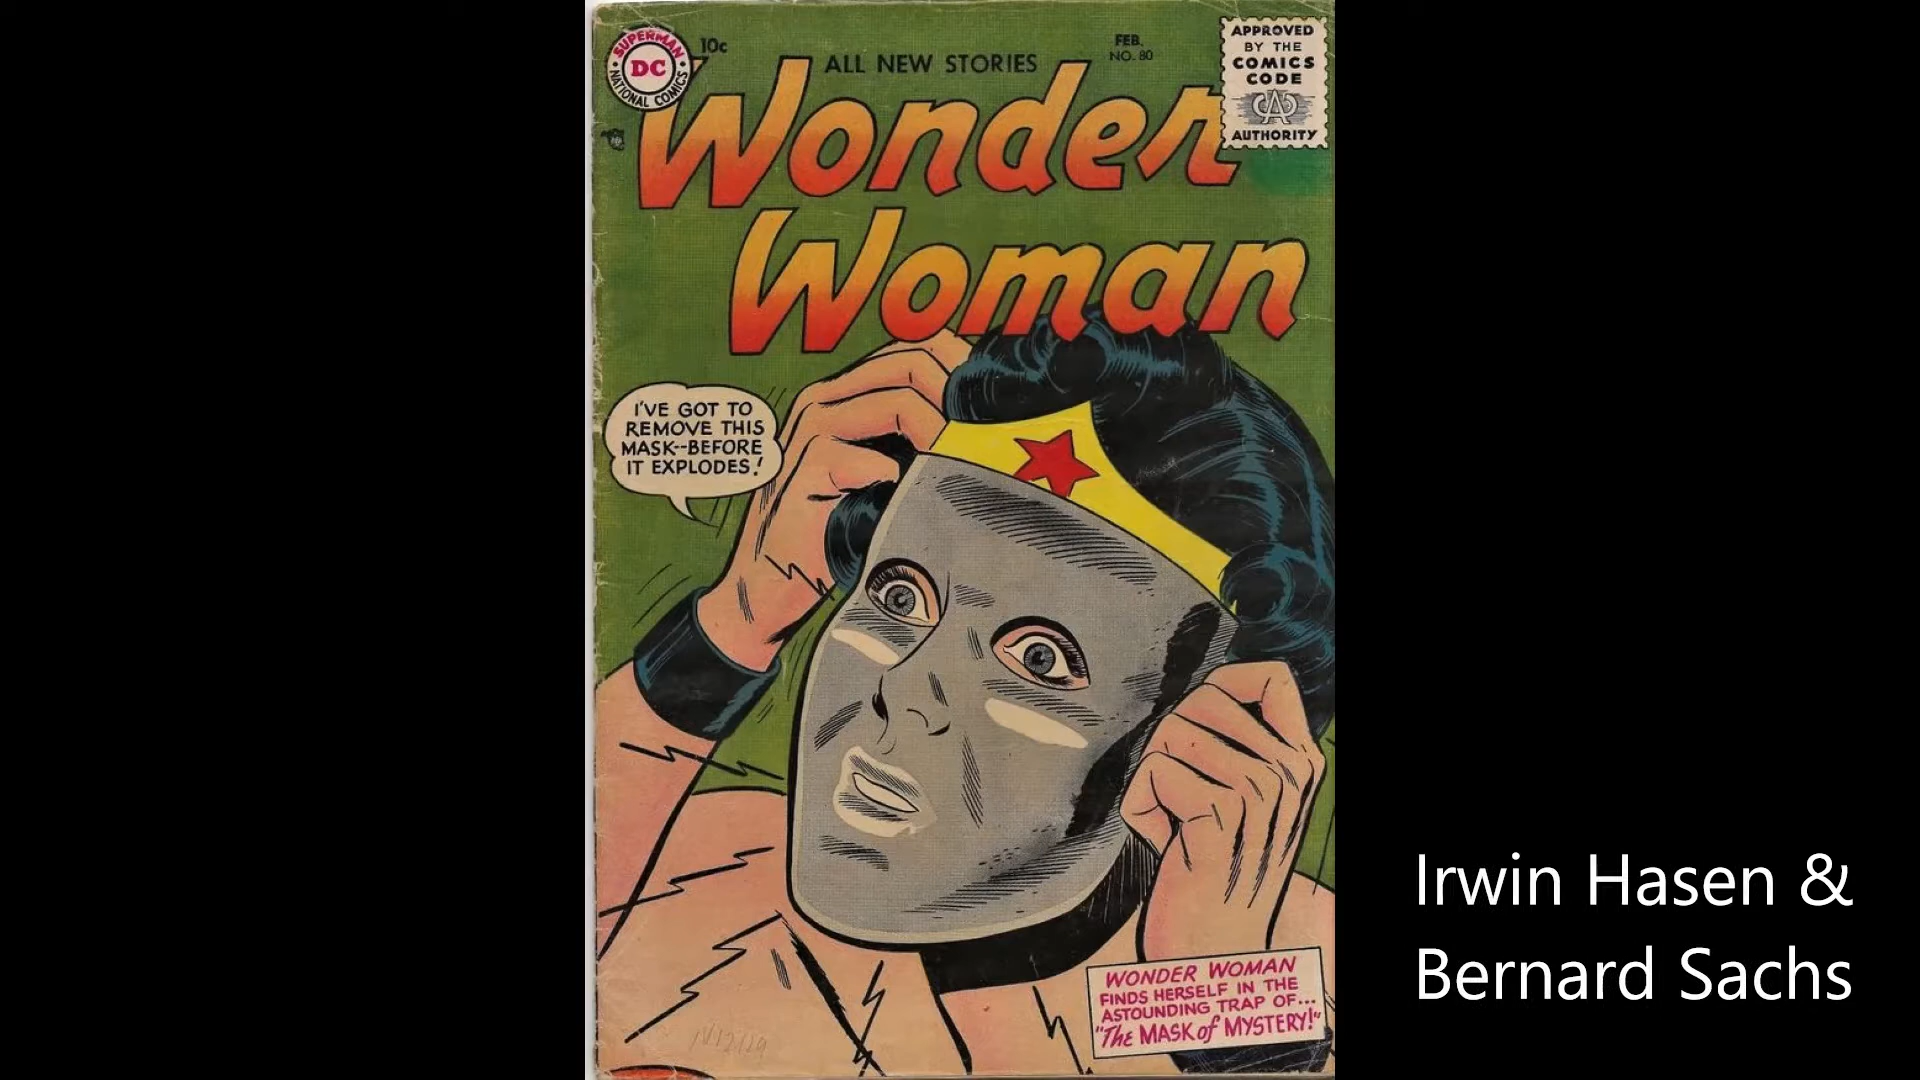 SUPERMAN
DC
NATIONAL COMICS
10c
ALL NEW STORIES
FEB.
NO. 80
APPROVED
BY THE
COMICS
CODE
CA
AUTHORITY
Wonder
Woman
I'VE GOT TO
REMOVE THIS
MASK--BEFORE
IT EXPLODES!
WONDER WOMAN
FINDS HERSELF IN THE
ASTOUNDING TRAP OF...
"The MASK of MYSTERY!"
Irwin Hasen &
Bernard Sachs